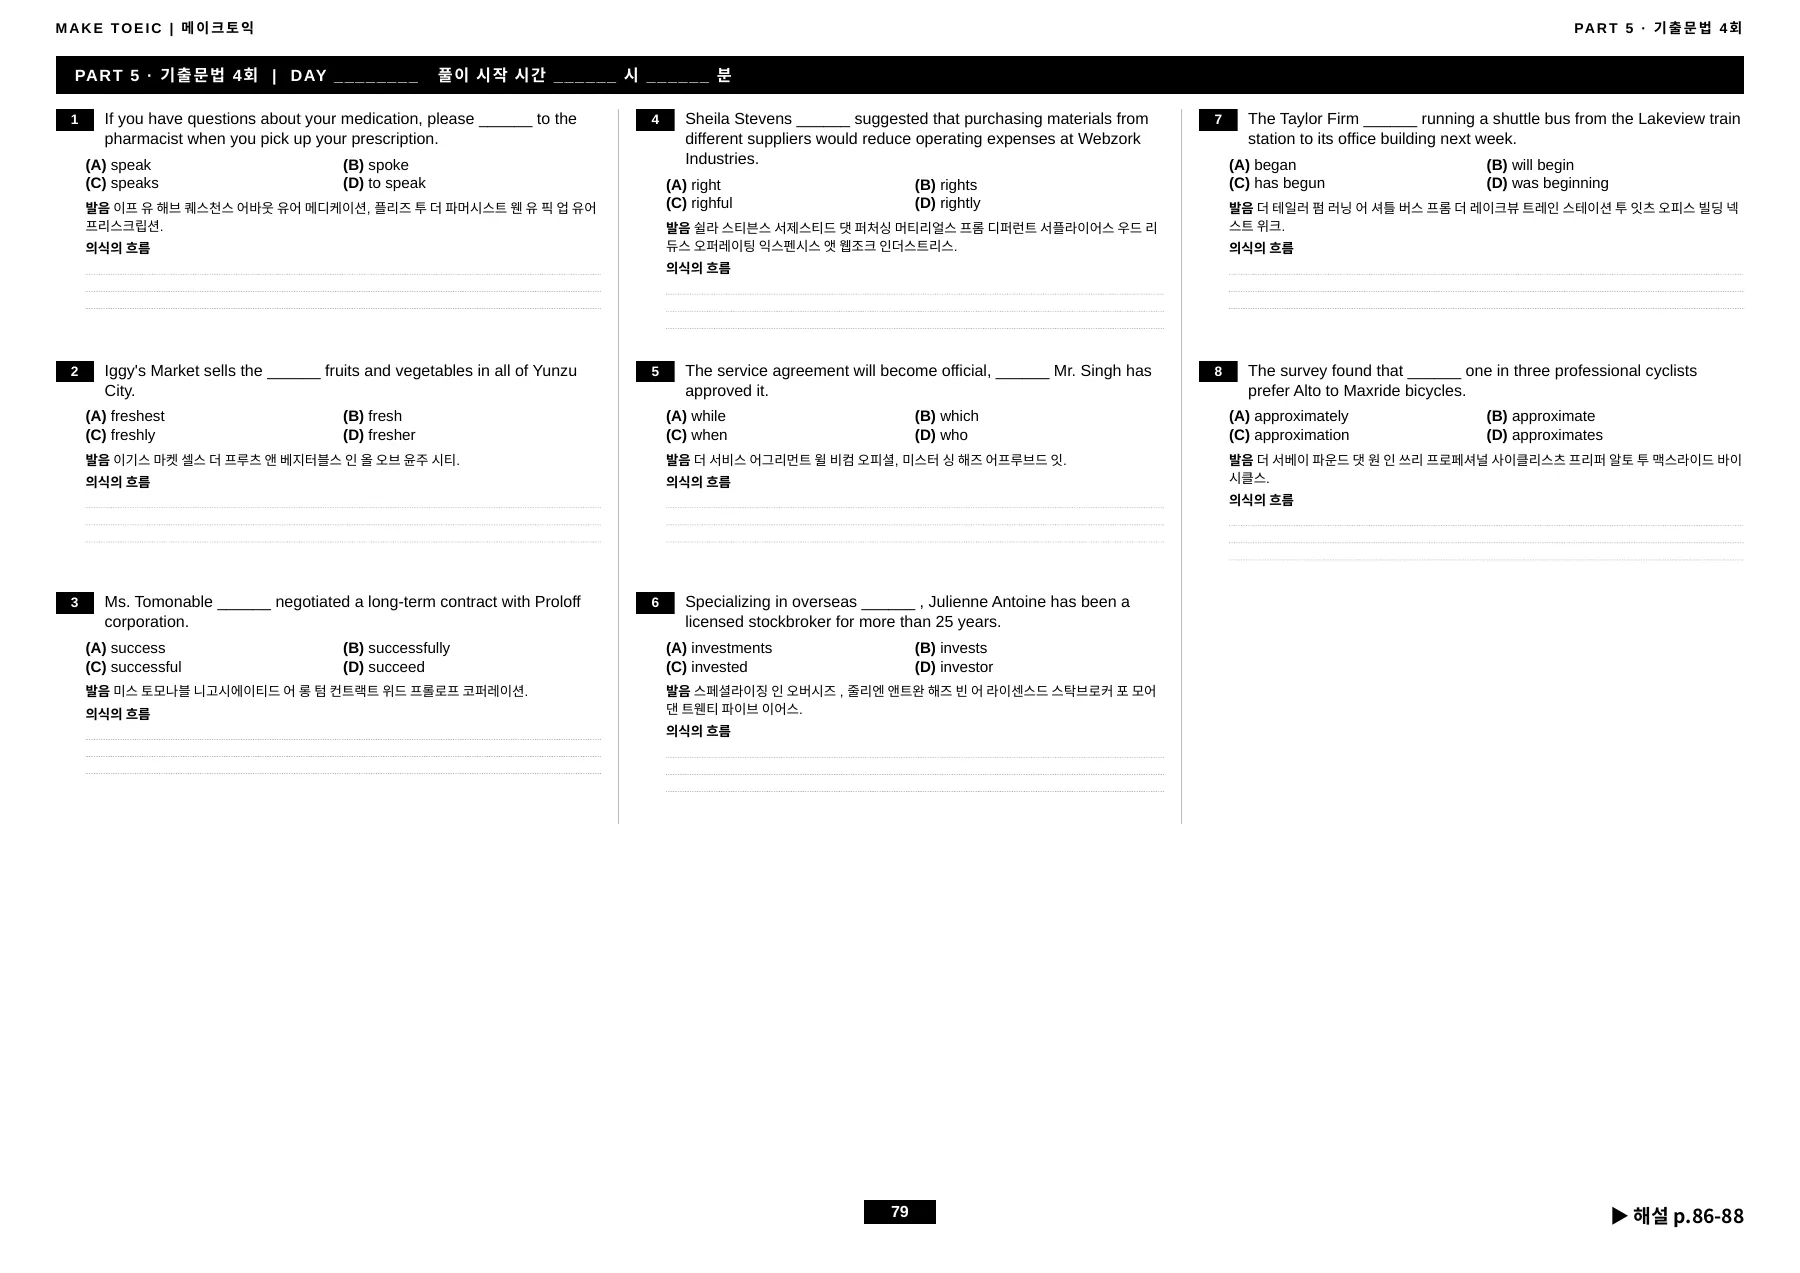 MAKE TOEIC | 메이크토익
PART 5 · 기출문법 4회
PART 5 · 기출문법 4회 | DAY ________ 풀이 시작 시간 ______ 시 ______ 분
1 If you have questions about your medication, please ______ to the
pharmacist when you pick up your prescription.
(A) speak (B) spoke
(C) speaks (D) to speak
발음 이프 유 해브 퀘스천스 어바웃 유어 메디케이션, 플리즈 투 더 파머시스트 웬 유 픽 업 유어
프리스크립션.
의식의 흐름
2 Iggy's Market sells the ______ fruits and vegetables in all of Yunzu
City.
(A) freshest (B) fresh
(C) freshly (D) fresher
발음 이기스 마켓 셀스 더 프루츠 앤 베지터블스 인 올 오브 윤주 시티.
의식의 흐름
3 Ms. Tomonable ______ negotiated a long-term contract with Proloff
corporation.
(A) success (B) successfully
(C) successful (D) succeed
발음 미스 토모나블 니고시에이티드 어 롱 텀 컨트랙트 위드 프롤로프 코퍼레이션.
의식의 흐름
4 Sheila Stevens ______ suggested that purchasing materials from
different suppliers would reduce operating expenses at Webzork
Industries.
(A) right (B) rights
(C) righful (D) rightly
발음 쉴라 스티븐스 서제스티드 댓 퍼처싱 머티리얼스 프롬 디퍼런트 서플라이어스 우드 리
듀스 오퍼레이팅 익스펜시스 앳 웹조크 인더스트리스.
의식의 흐름
5 The service agreement will become official, ______ Mr. Singh has
approved it.
(A) while (B) which
(C) when (D) who
발음 더 서비스 어그리먼트 윌 비컴 오피셜, 미스터 싱 해즈 어프루브드 잇.
의식의 흐름
6 Specializing in overseas ______ , Julienne Antoine has been a
licensed stockbroker for more than 25 years.
(A) investments (B) invests
(C) invested (D) investor
발음 스페셜라이징 인 오버시즈 , 줄리엔 앤트완 해즈 빈 어 라이센스드 스탁브로커 포 모어
댄 트웬티 파이브 이어스.
의식의 흐름
7 The Taylor Firm ______ running a shuttle bus from the Lakeview train
station to its office building next week.
(A) began (B) will begin
(C) has begun (D) was beginning
발음 더 테일러 펌 러닝 어 셔틀 버스 프롬 더 레이크뷰 트레인 스테이션 투 잇츠 오피스 빌딩 넥
스트 위크.
의식의 흐름
8 The survey found that ______ one in three professional cyclists
prefer Alto to Maxride bicycles.
(A) approximately (B) approximate
(C) approximation (D) approximates
발음 더 서베이 파운드 댓 원 인 쓰리 프로페셔널 사이클리스츠 프리퍼 알토 투 맥스라이드 바이
시클스.
의식의 흐름
79
▶ 해설 p.86-88